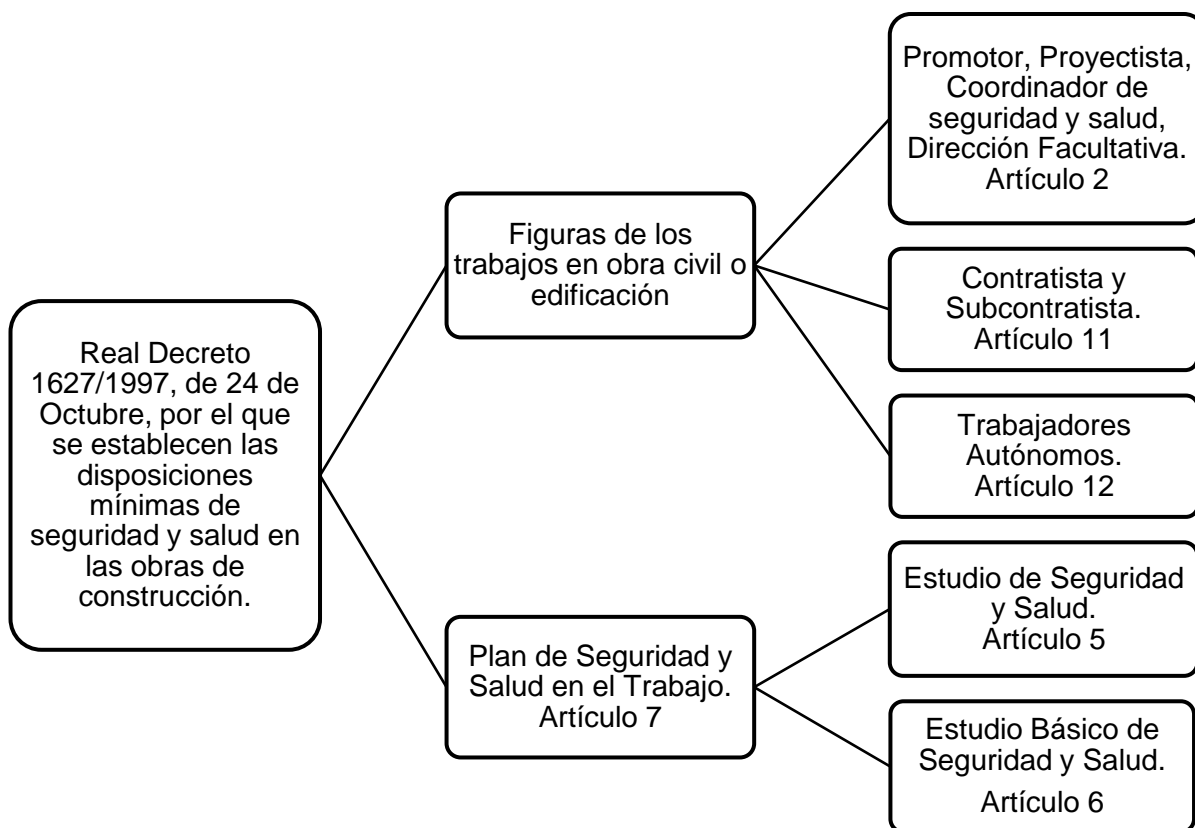 Real Decreto
1627/1997, de 24 de
Octubre, por el que
se establecen las
disposiciones
mínimas de
seguridad y salud en
las obras de
construcción.
Figuras de los
trabajos en obra civil o
edificación
Promotor, Proyectista,
Coordinador de
seguridad y salud,
Dirección Facultativa.
Artículo 2
Contratista y
Subcontratista.
Artículo 11
Trabajadores
Autónomos.
Artículo 12
Plan de Seguridad y
Salud en el Trabajo.
Artículo 7
Estudio de Seguridad
y Salud.
Artículo 5
Estudio Básico de
Seguridad y Salud.
Artículo 6